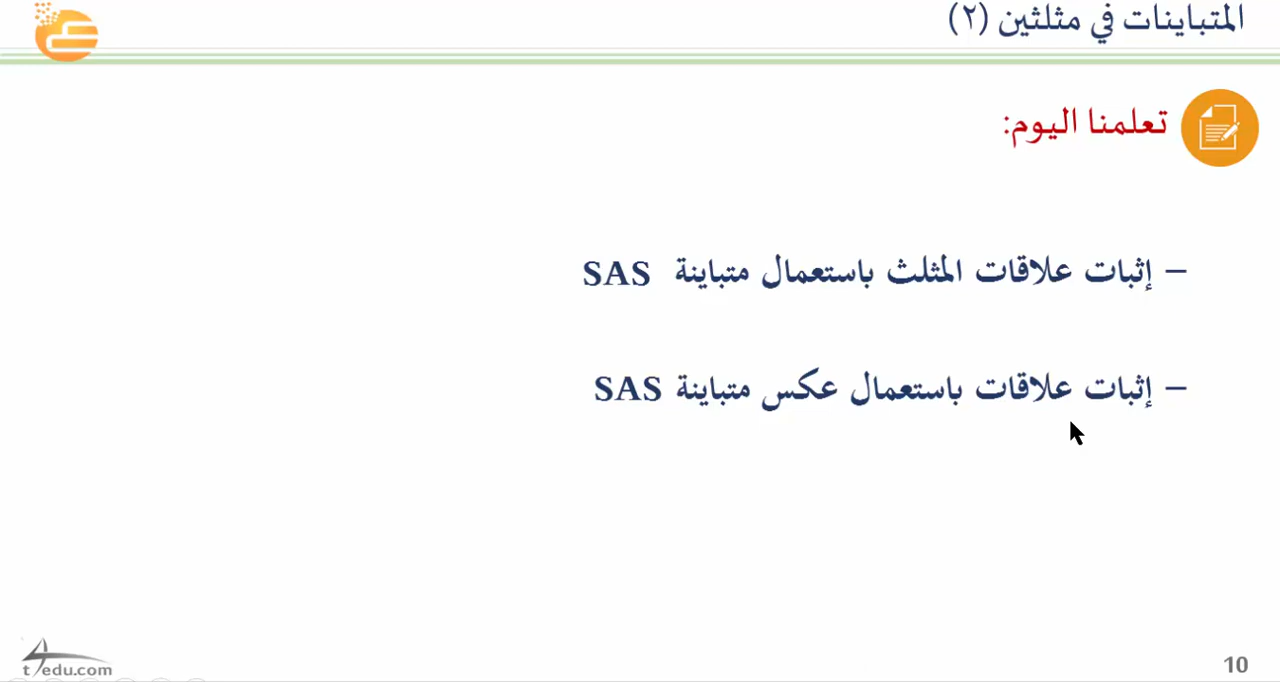 المتباينات في مثلثين (٢)
تعلمنا اليوم:
– إثبات علاقات المثلث باستعمال متباينة SAS
– إثبات علاقات باستعمال عكس متباينة SAS
t4edu.com
10